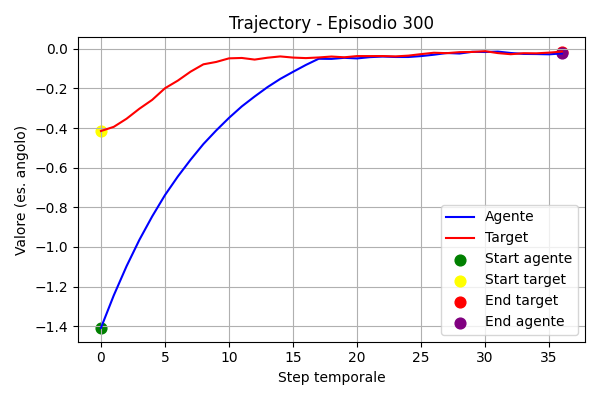 Trajectory - Episodio 300
Valore (es. angolo)
0.0
−0.2
−0.4
−0.6
−0.8
−1.0
−1.2
−1.4
Agente
Target
Start agente
Start target
End target
End agente
0 5 10 15 20 25 30 35
Step temporale